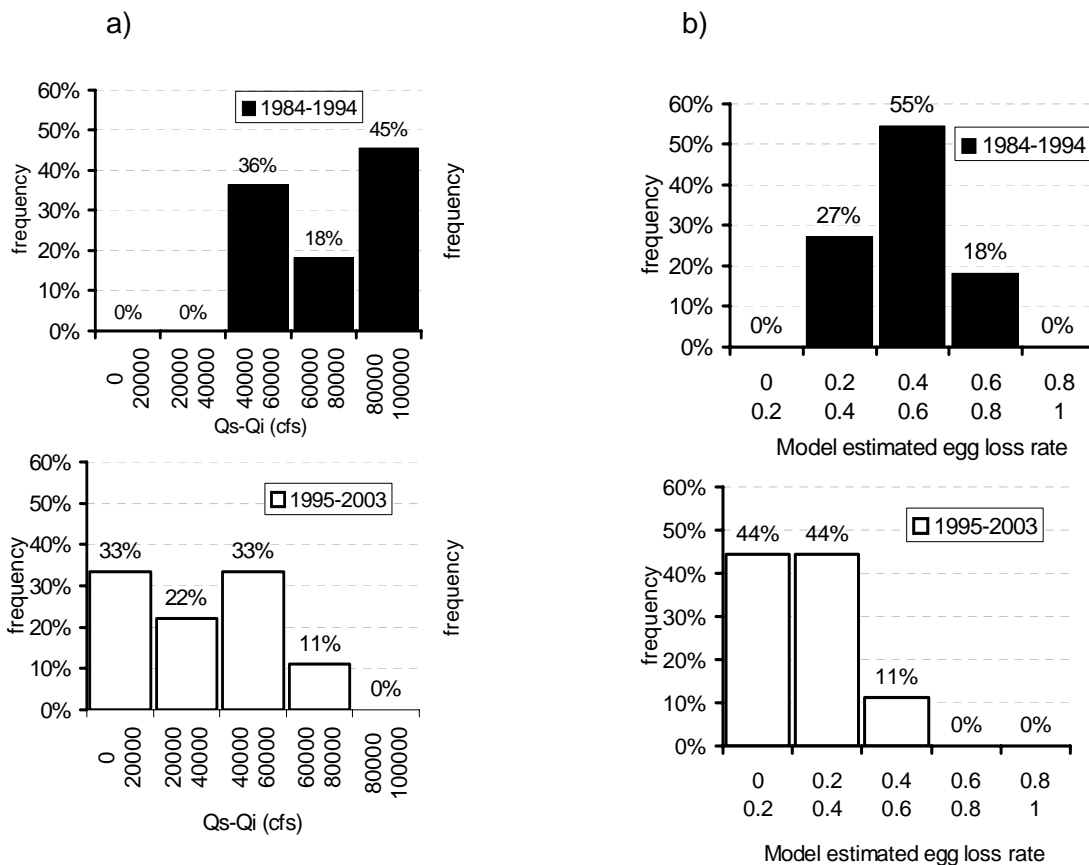 a)
60%
50%
40%
30%
20%
10%
0%
frequency
1984-1994
0%
0%
36%
18%
45%
0 20000 40000 60000 80000
20000 40000 60000 80000 100000
Qs-Qi (cfs)
frequency
60%
50%
40%
30%
20%
10%
0%
frequency
1995-2003
33%
22%
33%
11%
0%
0 20000 40000 60000 80000
20000 40000 60000 80000 100000
Qs-Qi (cfs)
frequency
b)
60%
50%
40%
30%
20%
10%
0%
frequency
1984-1994
0%
27%
55%
18%
0%
0 0.2 0.4 0.6 0.8
0.2 0.4 0.6 0.8 1
Model estimated egg loss rate
60%
50%
40%
30%
20%
10%
0%
frequency
1995-2003
44%
44%
11%
0%
0%
0 0.2 0.4 0.6 0.8
0.2 0.4 0.6 0.8 1
Model estimated egg loss rate